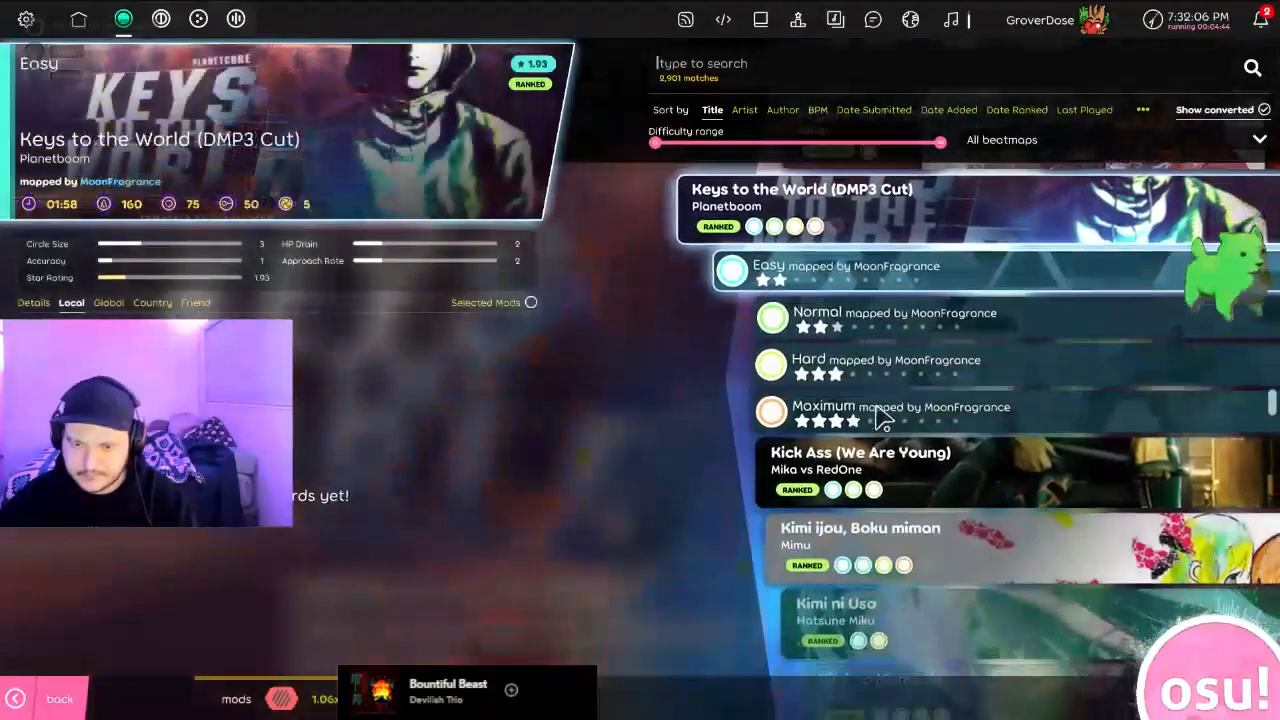 GroverDose
7:32:06 PM
running 00:04:44
2
Easy
1.93
RANKED
PLANETCORE
KEYS
Keys to the World (DMP3 Cut)
Planetboom
mapped by MoonFragrance
01:58
160
75
50
5
Circle Size
3
HP Drain
2
Accuracy
1
Approach Rate
2
Star Rating
1.93
Details
Local
Global
Country
Friend
Selected Mods
rds yet!
type to search
2,901 matches
Sort by
Title
Artist
Author
BPM
Date Submitted
Date Added
Date Ranked
Last Played
•••
Show converted
Difficulty range
All beatmaps
Keys to the World (DMP3 Cut)
Planetboom
RANKED
Easy mapped by MoonFragrance
Normal mapped by MoonFragrance
Hard mapped by MoonFragrance
Maximum mapped by MoonFragrance
Kick Ass (We Are Young)
Mika vs RedOne
RANKED
Kimi ijou, Boku miman
Mimu
RANKED
Kimi ni Uso
Hatsune Miku
RANKED
back
mods
1.06x
Bountiful Beast
Devilish Trio
osu!